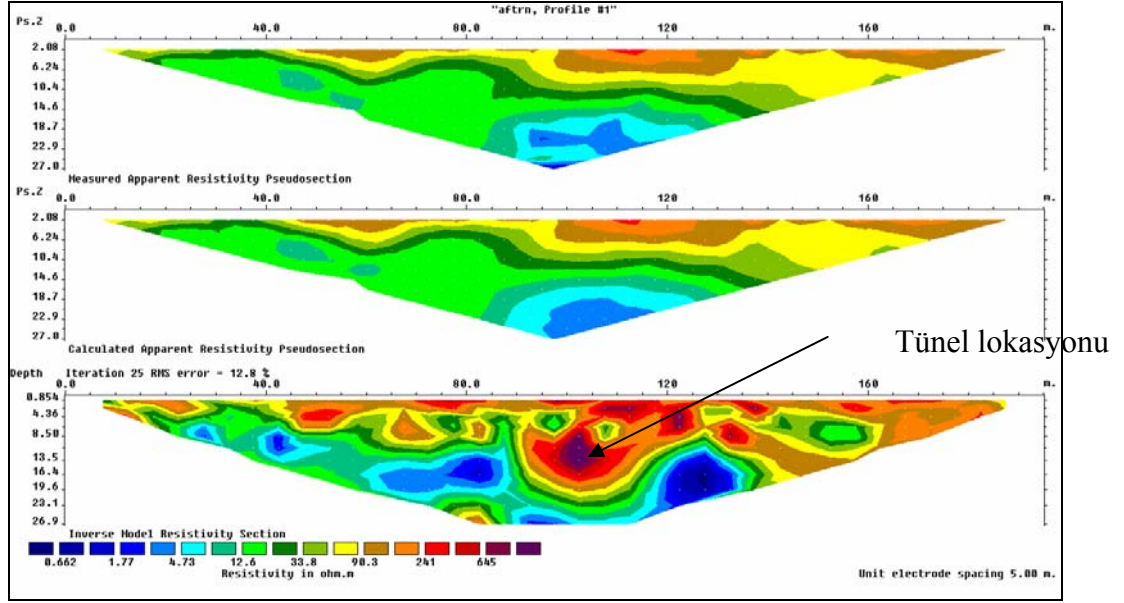 "aftrn, Profile #1"
Ps.Z 0.0 40.0 80.0 120 160 m.
2.08
6.24
10.4
14.6
18.7
22.9
27.0
Measured Apparent Resistivity Pseudosection
Ps.Z 0.0 40.0 80.0 120 160 m.
2.08
6.24
10.4
14.6
18.7
22.9
27.0
Calculated Apparent Resistivity Pseudosection
Tünel lokasyonu
Depth Iteration 25 RMS error = 12.8 %
0.0 40.0 80.0 120 160 m.
0.854
4.36
8.50
13.5
16.4
19.6
23.1
26.9
Inverse Model Resistivity Section
0.662 1.77 4.73 12.6 33.8 90.3 241 645
Resistivity in ohm.m
Unit electrode spacing 5.00 m.